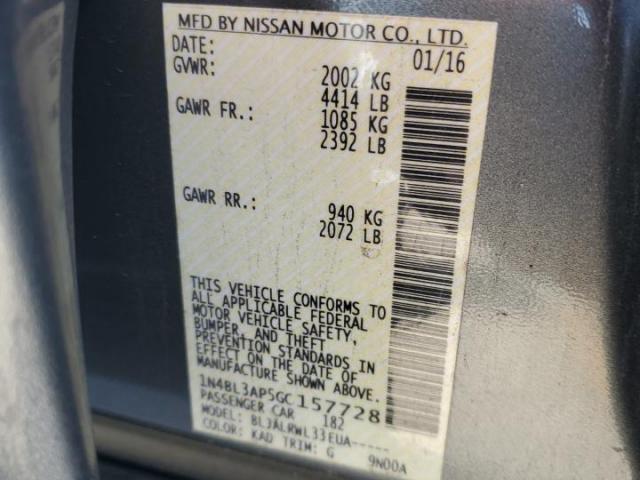 MFD BY NISSAN MOTOR CO., LTD.
DATE: 01/16
GVWR: 2002 KG
4414 LB
GAWR FR.: 1085 KG
2392 LB
GAWR RR.: 940 KG
2072 LB
THIS VEHICLE CONFORMS TO
ALL APPLICABLE FEDERAL
MOTOR VEHICLE SAFETY,
BUMPER, AND THEFT
PREVENTION STANDARDS IN
EFFECT ON THE DATE OF
MANUFACTURE SHOWN ABOVE.
1N4BL3AP5GC157728
PASSENGER CAR 182
BL3ALRWL33EUA-----
COLOR: KAD TRIM: G 9N00A